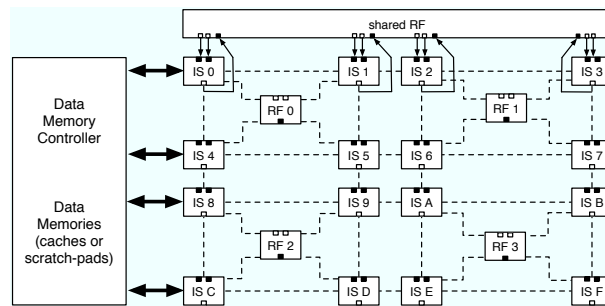 shared RF
IS 0
IS 1
IS 2
IS 3
Data
Memory
Controller
RF 0
RF 1
IS 4
IS 5
IS 6
IS 7
IS 8
IS 9
IS A
IS B
Data
Memories
(caches or
scratch-pads)
RF 2
RF 3
IS C
IS D
IS E
IS F